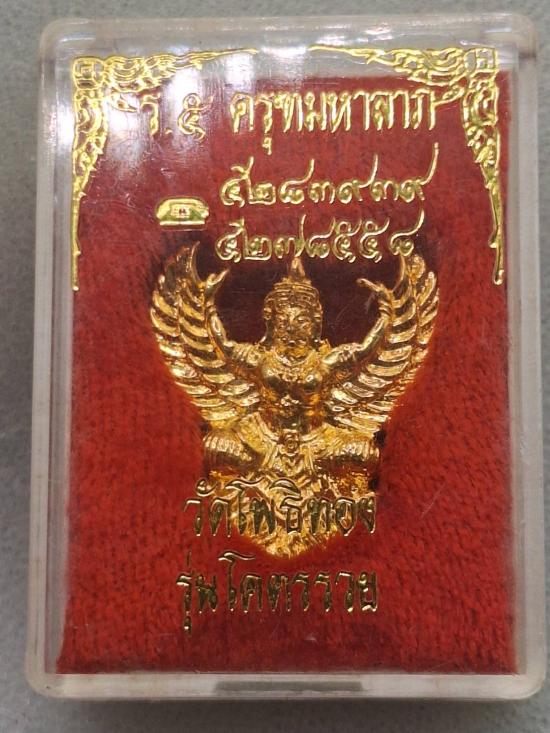 ร.๕ ครุฑมหาลาภ
๕๒๘๓๙๓๙
๕๒๗๘๕๕๘
วัดโพธิทอง
รุ่นโคตรรวย